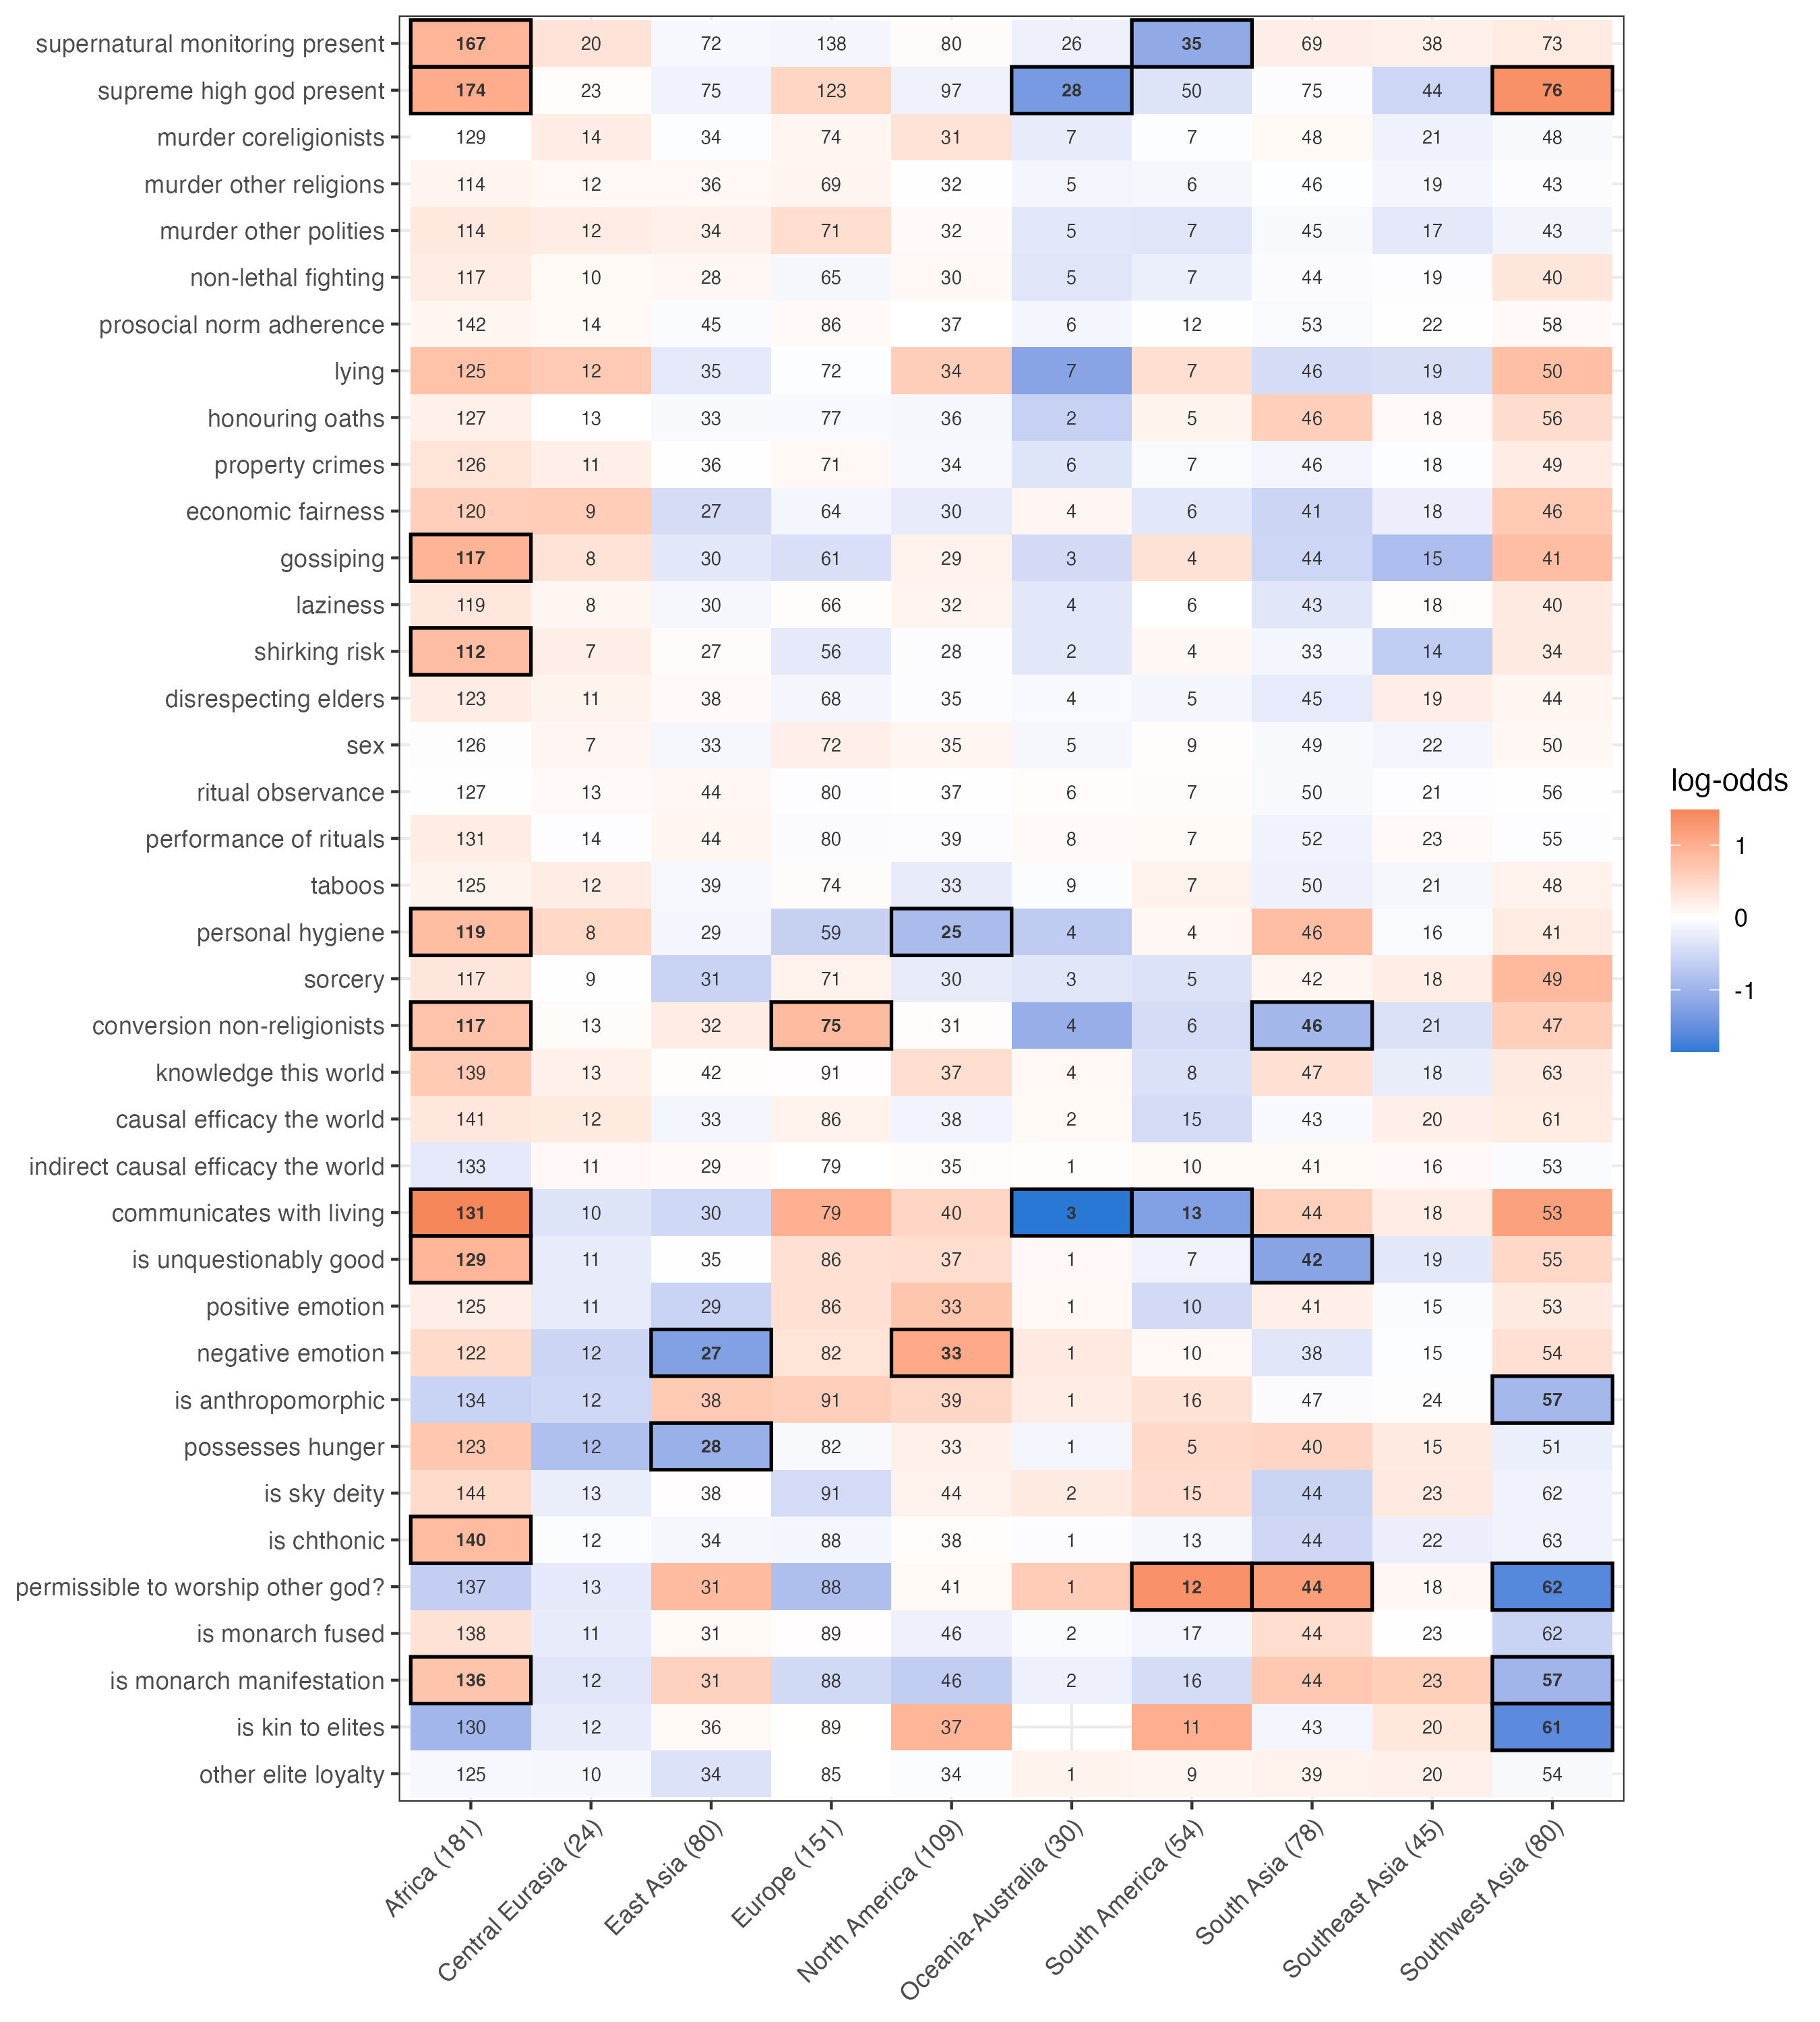 supernatural monitoring present 167 20 72 138 80 26 35 69 38 73
supreme high god present 174 23 75 123 97 28 50 75 44 76
murder coreligionists 129 14 34 74 31 7 7 48 21 48
murder other religions 114 12 36 69 32 5 6 46 19 43
murder other polities 114 12 34 71 32 5 7 45 17 43
non-lethal fighting 117 10 28 65 30 5 7 44 19 40
prosocial norm adherence 142 14 45 86 37 6 12 53 22 58
lying 125 12 35 72 34 7 7 46 19 50
honouring oaths 127 13 33 77 36 2 5 46 18 56
property crimes 126 11 36 71 34 6 7 46 18 49
economic fairness 120 9 27 64 30 4 6 41 18 46
gossiping 117 8 30 61 29 3 4 44 15 41
laziness 119 8 30 66 32 4 6 43 18 40
shirking risk 112 7 27 56 28 2 4 33 14 34
disrespecting elders 123 11 38 68 35 4 5 45 19 44
sex 126 7 33 72 35 5 9 49 22 50
ritual observance 127 13 44 80 37 6 7 50 21 56
performance of rituals 131 14 44 80 39 8 7 52 23 55
taboos 125 12 39 74 33 9 7 50 21 48
personal hygiene 119 8 29 59 25 4 4 46 16 41
sorcery 117 9 31 71 30 3 5 42 18 49
conversion non-religionists 117 13 32 75 31 4 6 46 21 47
knowledge this world 139 13 42 91 37 4 8 47 18 63
causal efficacy the world 141 12 33 86 38 2 15 43 20 61
indirect causal efficacy the world 133 11 29 79 35 1 10 41 16 53
communicates with living 131 10 30 79 40 3 13 44 18 53
is unquestionably good 129 11 35 86 37 1 7 42 19 55
positive emotion 125 11 29 86 33 1 10 41 15 53
negative emotion 122 12 27 82 33 1 10 38 15 54
is anthropomorphic 134 12 38 91 39 1 16 47 24 57
possesses hunger 123 12 28 82 33 1 5 40 15 51
is sky deity 144 13 38 91 44 2 15 44 23 62
is chthonic 140 12 34 88 38 1 13 44 22 63
permissible to worship other god? 137 13 31 88 41 1 12 44 18 62
is monarch fused 138 11 31 89 46 2 17 44 23 62
is monarch manifestation 136 12 31 88 46 2 16 44 23 57
is kin to elites 130 12 36 89 37 11 43 20 61
other elite loyalty 125 10 34 85 34 1 9 39 20 54
Africa (181)
Central Eurasia (24)
East Asia (80)
Europe (151)
North America (109)
Oceania-Australia (30)
South America (54)
South Asia (78)
Southeast Asia (45)
Southwest Asia (80)
log-odds
1
0
-1